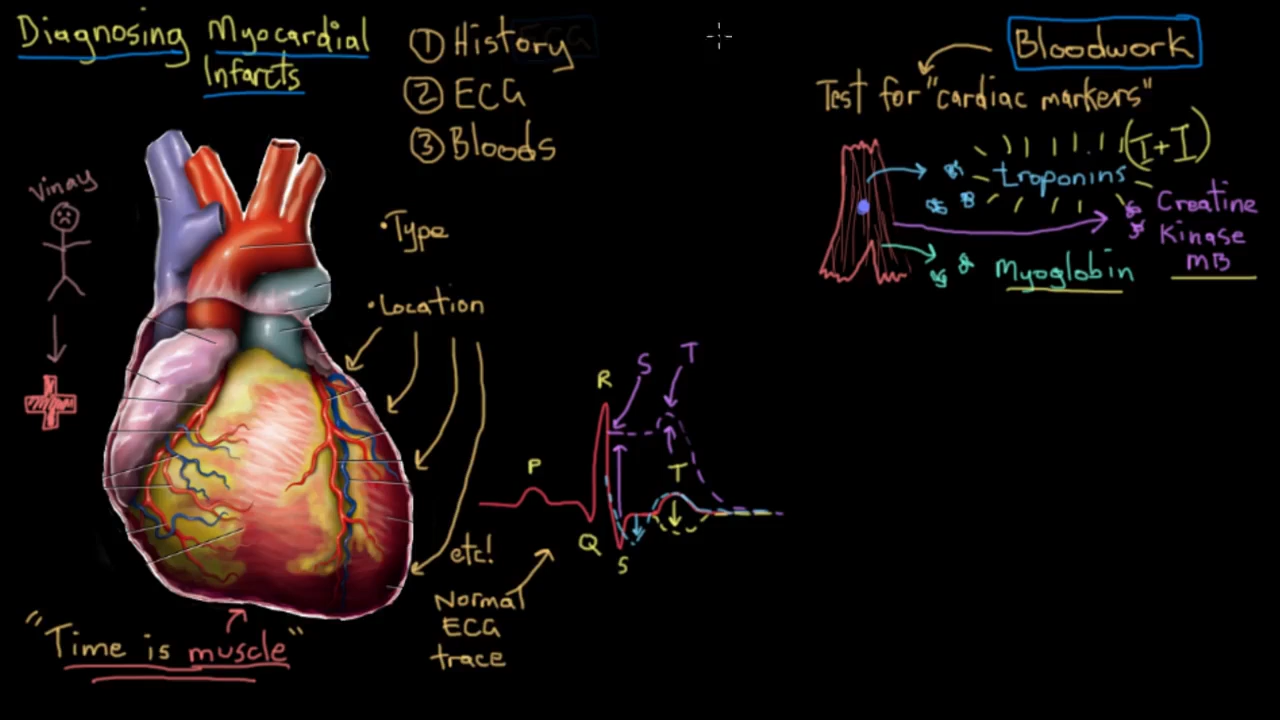 Diagnosing Myocardial
Infarcts
① History
② ECG
③ Bloods
Vinay
• Type
• Location
etc!
Normal
ECG
trace
"Time is muscle"
P
Q
R
S
T
S
T
Bloodwork
Test for "cardiac markers"
troponins (I+I)
Creatine
Kinase
MB
Myoglobin